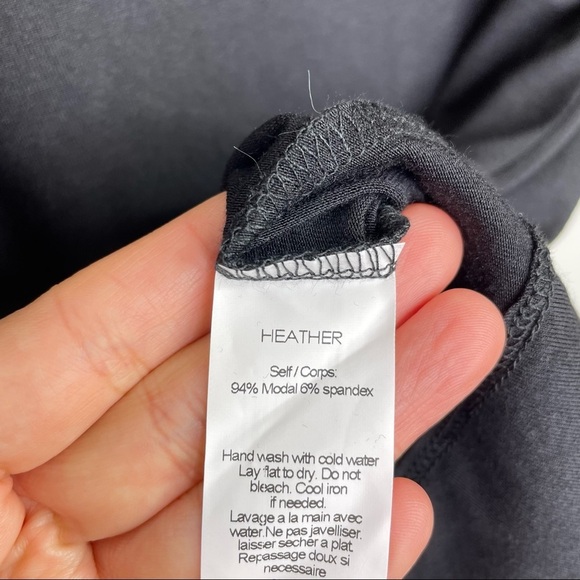 HEATHER
Self / Corps:
94% Modal 6% spandex
Hand wash with cold water
Lay flat to dry. Do not
bleach. Cool iron
if needed.
Lavage a la main avec
water.Ne pas javelliser.
laisser secher a plat.
Repassage doux si
necessaire